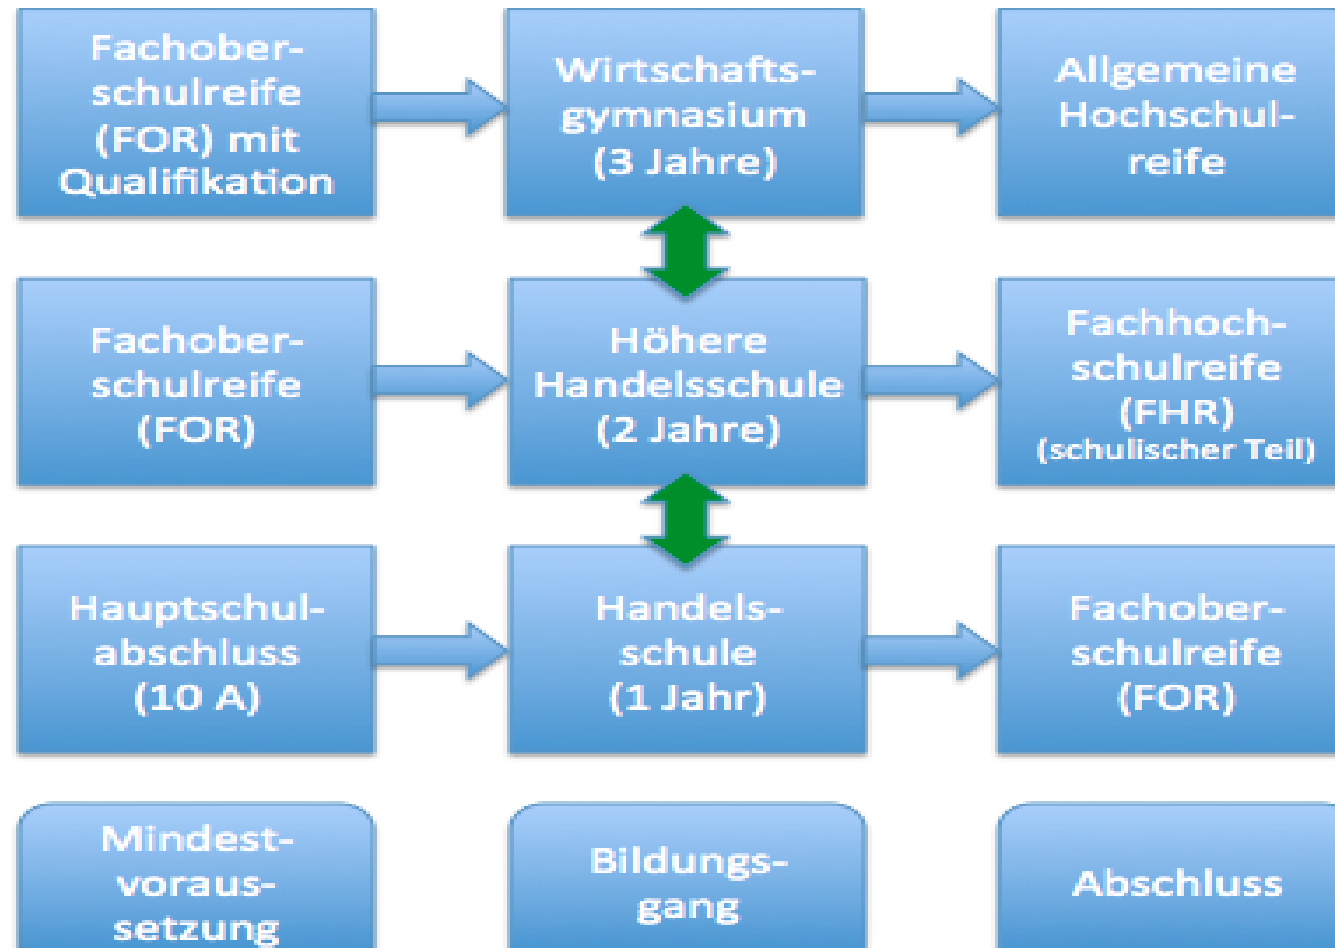 Fachober-
schulreife
(FOR) mit
Qualifikation
Wirtschafts-
gymnasium
(3 Jahre)
Allgemeine
Hochschul-
reife
Fachober-
schulreife
(FOR)
Höhere
Handelsschule
(2 Jahre)
Fachhoch-
schulreife
(FHR)
(schulischer Teil)
Hauptschul-
abschluss
(10 A)
Handels-
schule
(1 Jahr)
Fachober-
schulreife
(FOR)
Mindest-
voraus-
setzung
Bildungs-
gang
Abschluss